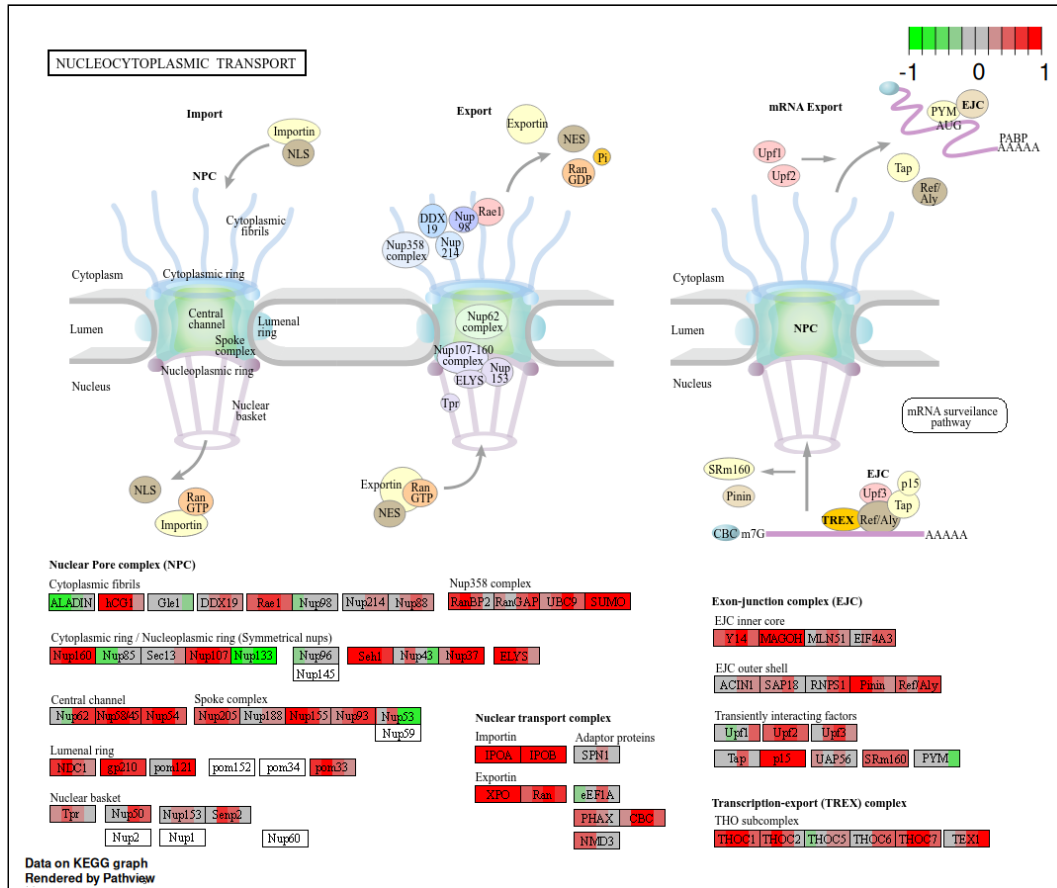 NUCLEOCYTOPLASMIC TRANSPORT
-1 0 1
Import
Importin
NLS
NPC
Cytoplasmic
fibrils
Cytoplasm
Cytoplasmic ring
Central
channel
Lumenal
ring
Lumen
Spoke
complex
Nucleoplasmic ring
Nucleus
Nuclear
basket
NLS
Ran
GTP
Importin
Export
Exportin
NES
Pi
Ran
GDP
DDX
19
Nup
98
Rae1
Nup358
complex
Nup
214
Nup62
complex
Nup107-160
complex
Nup
153
ELYS
Tpr
Exportin
Ran
GTP
NES
mRNA Export
PYM
EJC
AUG
PABP
AAAAA
Upf1
Upf2
Tap
Ref/
Aly
Cytoplasm
Lumen
NPC
Nucleus
mRNA surveilance
pathway
SRm160
Pinin
EJC
p15
Upf3
Tap
TREX
Ref/Aly
CBC
m7G
AAAAA
Nuclear Pore complex (NPC)
Cytoplasmic fibrils
ALADIN hCG1 Gle1 DDX19 Rae1 Nup98 Nup214 Nup88
Nup358 complex
RanBP2 RanGAP UBC9 SUMO
Cytoplasmic ring / Nucleoplasmic ring (Symmetrical nups)
Nup160 Nup85 Sec13 Nup107 Nup133 Nup96 Seh1 Nup43 Nup37 ELYS
Nup145
Central channel
Nup62 Nup58/45 Nup54
Spoke complex
Nup205 Nup188 Nup155 Nup93 Nup53
Nup59
Lumenal ring
NDC1 gp210 pom121 pom152 pom34 pom33
Nuclear basket
Tpr Nup50 Nup153 Senp2
Nup2 Nup1 Nup60
Nuclear transport complex
Importin
IPOA IPOB
Adaptor proteins
SPN1
Exportin
XPO Ran
eEF1A
PHAX CBC
NMD3
Exon-junction complex (EJC)
EJC inner core
Y14 MAGOH MLN51 EIF4A3
EJC outer shell
ACIN1 SAP18 RNPS1 Pinin Ref/Aly
Transiently interacting factors
Upf1 Upf2 Upf3
Tap p15 UAP56 SRm160 PYM
Transcription-export (TREX) complex
THO subcomplex
THOC1 THOC2 THOC5 THOC6 THOC7 TEX1
Data on KEGG graph
Rendered by Pathview